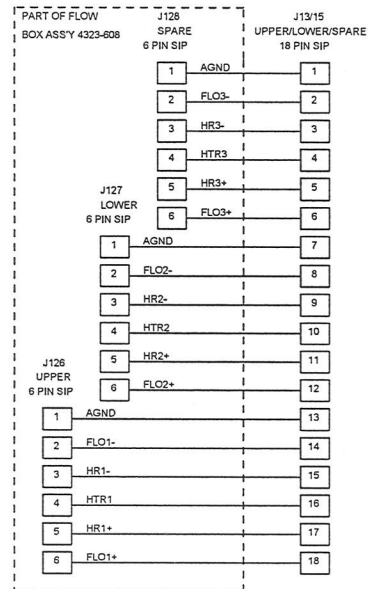 PART OF FLOW J128 J13/15
BOX ASS'Y 4323-608 SPARE UPPER/LOWER/SPARE
6 PIN SIP 18 PIN SIP
1 AGND 1
2 FLO3- 2
3 HR3- 3
4 HTR3 4
5 HR3+ 5
J127
LOWER
6 PIN SIP
6 FLO3+ 6
1 AGND 7
2 FLO2- 8
3 HR2- 9
4 HTR2 10
5 HR2+ 11
J126
UPPER
6 PIN SIP
6 FLO2+ 12
1 AGND 13
2 FLO1- 14
3 HR1- 15
4 HTR1 16
5 HR1+ 17
6 FLO1+ 18